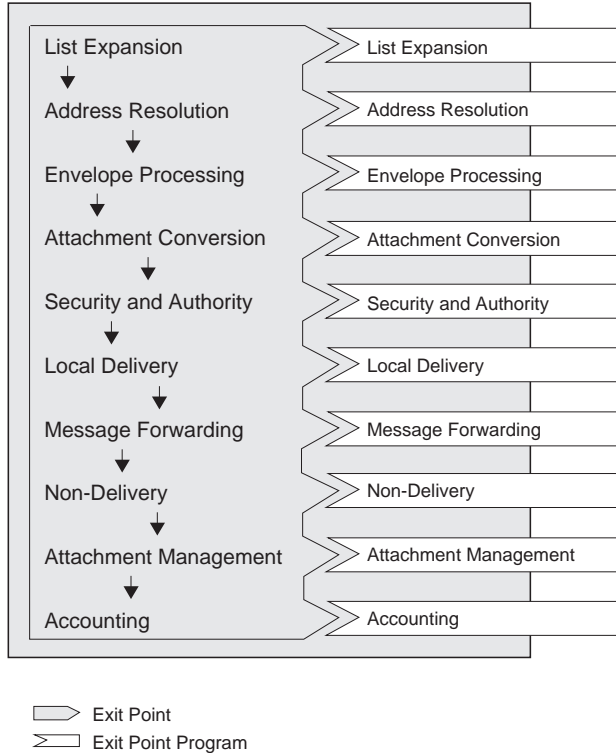 List Expansion
List Expansion
Address Resolution
Address Resolution
Envelope Processing
Envelope Processing
Attachment Conversion
Attachment Conversion
Security and Authority
Security and Authority
Local Delivery
Local Delivery
Message Forwarding
Message Forwarding
Non-Delivery
Non-Delivery
Attachment Management
Attachment Management
Accounting
Accounting
Exit Point
Exit Point Program